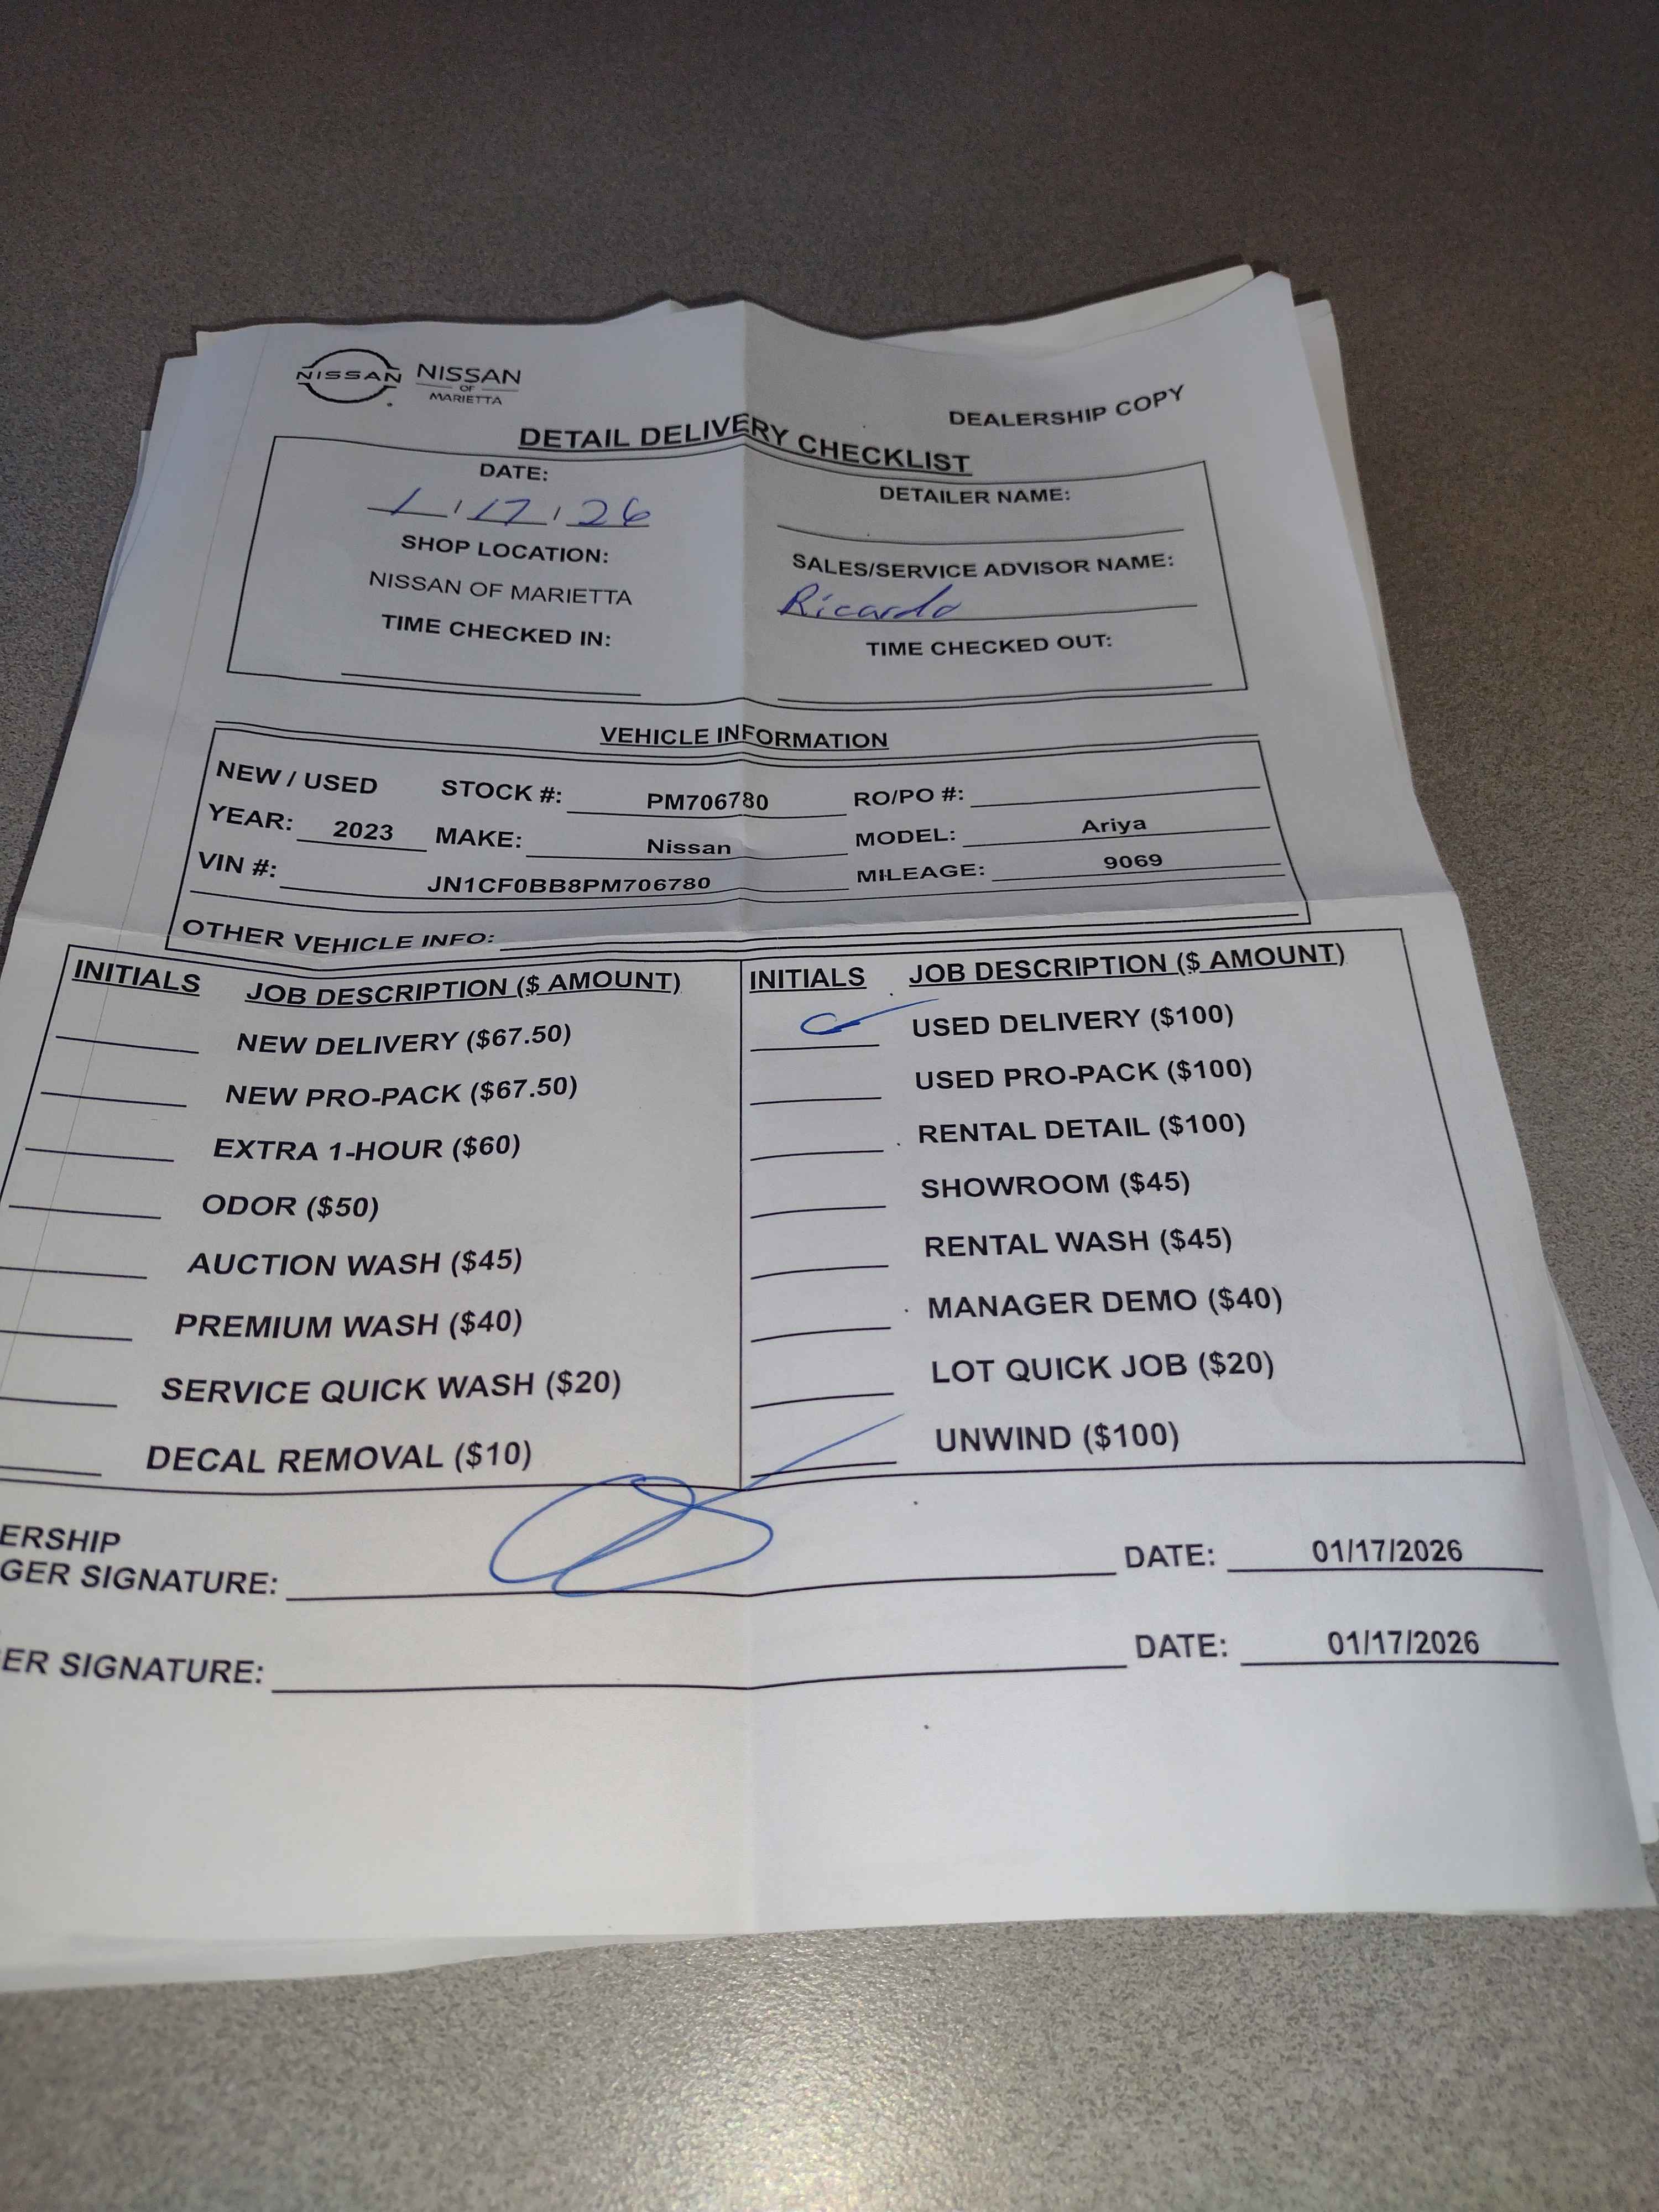 NISSAN NISSAN
OF
MARIETTA
DEALERSHIP COPY
DETAIL DELIVERY CHECKLIST
DATE:
1 / 17 / 26
DETAILER NAME:
SHOP LOCATION:
NISSAN OF MARIETTA
SALES/SERVICE ADVISOR NAME:
Ricardo
TIME CHECKED IN:
TIME CHECKED OUT:
VEHICLE INFORMATION
NEW / USED STOCK #: PM706780 RO/PO #:
YEAR: 2023 MAKE: Nissan MODEL: Ariya
VIN #: JN1CF0BB8PM706780 MILEAGE: 9069
OTHER VEHICLE INFO:
INITIALS JOB DESCRIPTION ($ AMOUNT) INITIALS JOB DESCRIPTION ($ AMOUNT)
NEW DELIVERY ($67.50) USED DELIVERY ($100)
NEW PRO-PACK ($67.50) USED PRO-PACK ($100)
EXTRA 1-HOUR ($60) RENTAL DETAIL ($100)
ODOR ($50) SHOWROOM ($45)
AUCTION WASH ($45) RENTAL WASH ($45)
PREMIUM WASH ($40) MANAGER DEMO ($40)
SERVICE QUICK WASH ($20) LOT QUICK JOB ($20)
DECAL REMOVAL ($10) UNWIND ($100)
ERSHIP
GER SIGNATURE: DATE: 01/17/2026
ER SIGNATURE: DATE: 01/17/2026